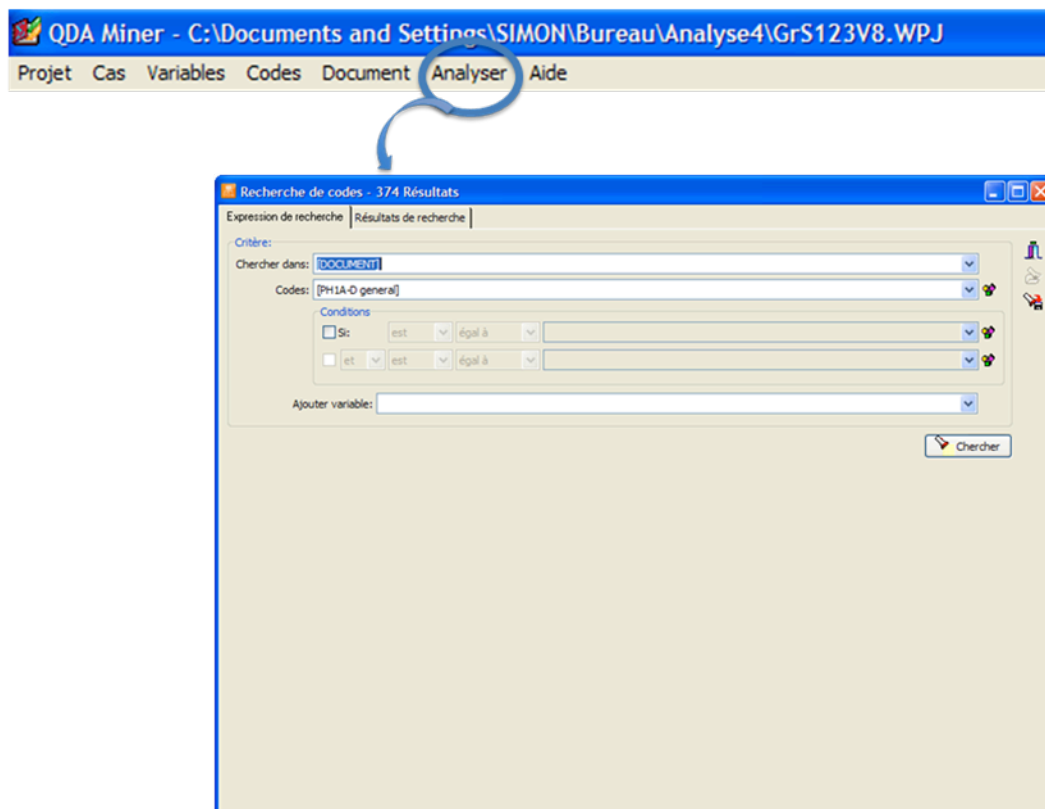 QDA Miner - C:\Documents and Settings\SIMON\Bureau\Analyse4\GrS123V8.WPJ
Projet Cas Variables Codes Document Analyser Aide
Recherche de codes - 374 Résultats
Expression de recherche Résultats de recherche
Critère:
Chercher dans: [DOCUMENT]
Codes: [PH1A-D general]
Conditions
Si: est égal à
et est égal à
Ajouter variable:
Chercher